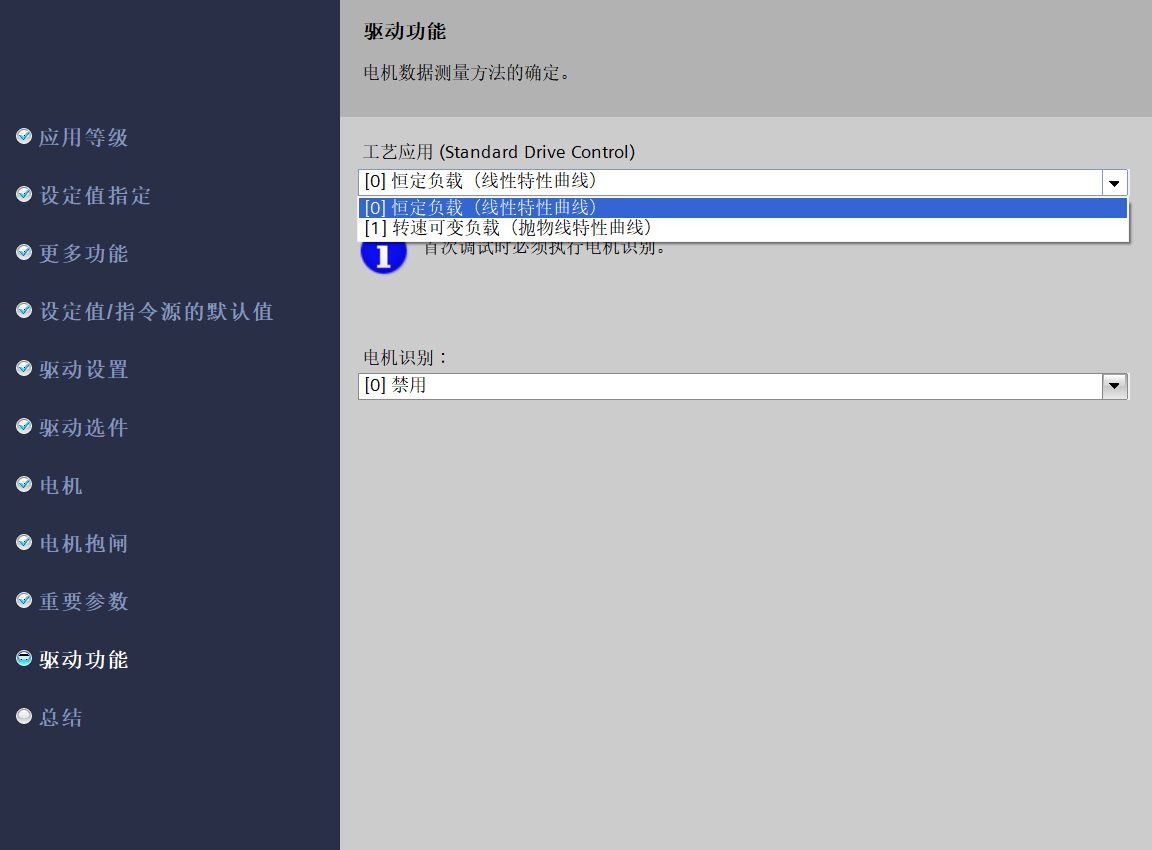 驱动功能
电机数据测量方法的确定。
应用等级
设定值指定
更多功能
设定值/指令源的默认值
驱动设置
驱动选件
电机
电机抱闸
重要参数
驱动功能
总结
工艺应用 (Standard Drive Control)
[0] 恒定负载（线性特性曲线）
[0] 恒定负载（线性特性曲线）
[1] 转速可变负载（抛物线特性曲线）
首次调试时必须执行电机识别。
电机识别：
[0] 禁用